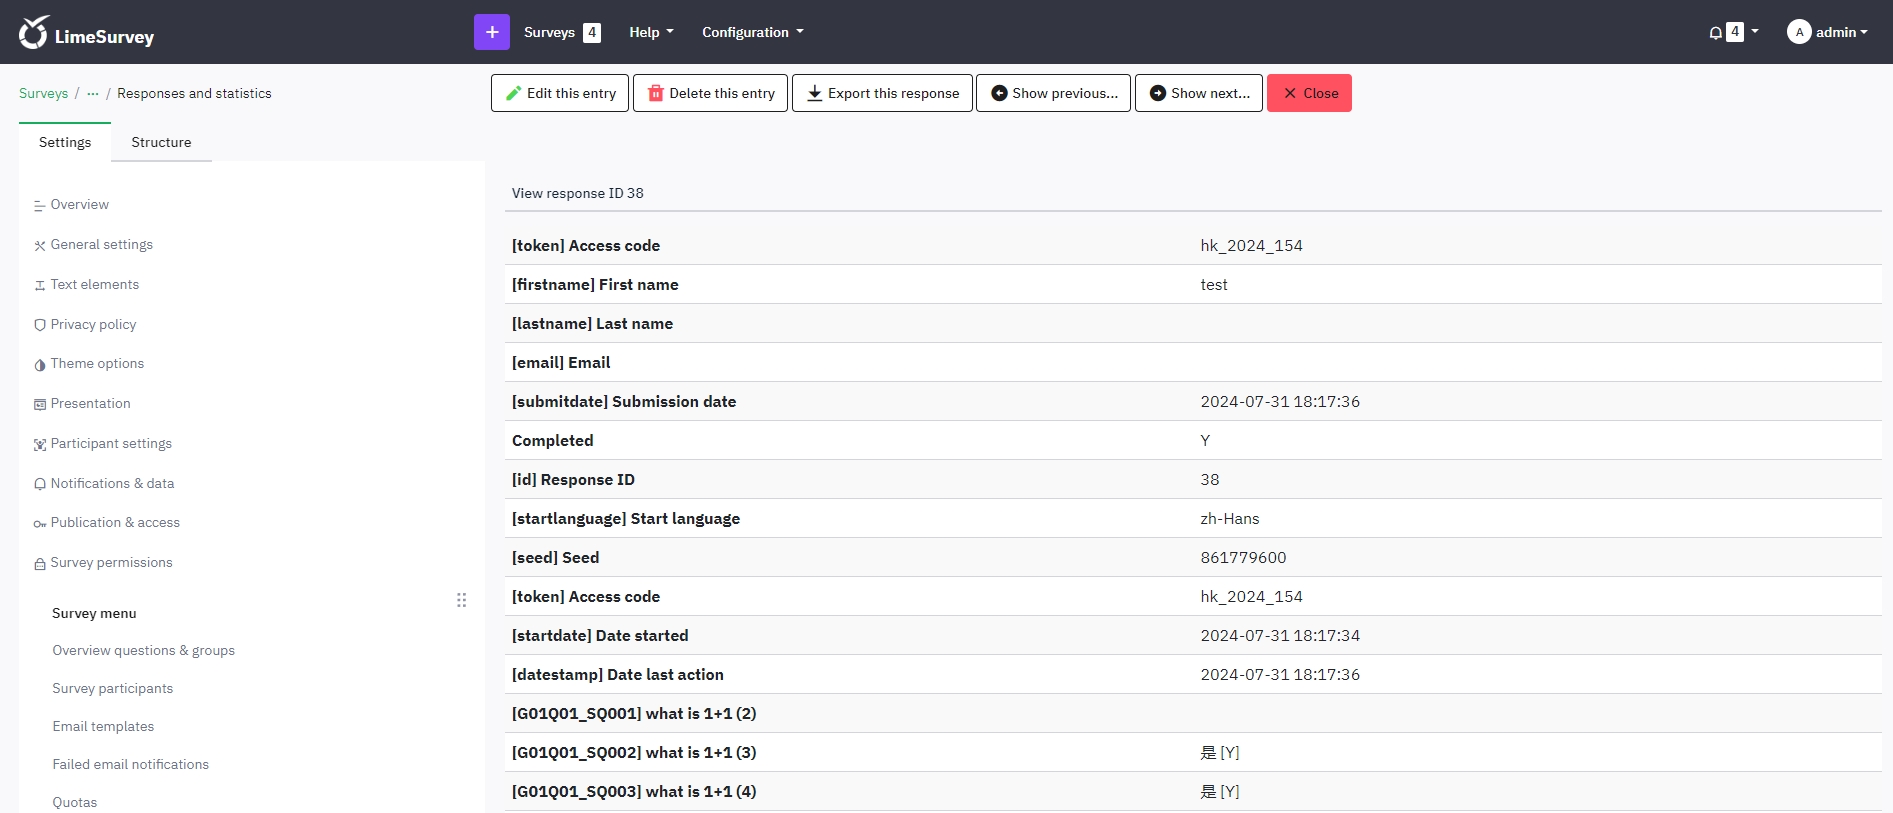 LimeSurvey
+ Surveys 4 Help Configuration 4 A admin
Surveys / ... / Responses and statistics
Edit this entry Delete this entry Export this response Show previous... Show next... Close
Settings Structure
Overview
General settings
Text elements
Privacy policy
Theme options
Presentation
Participant settings
Notifications & data
Publication & access
Survey permissions
Survey menu
Overview questions & groups
Survey participants
Email templates
Failed email notifications
Quotas
View response ID 38
[token] Access code hk_2024_154
[firstname] First name test
[lastname] Last name
[email] Email
[submitdate] Submission date 2024-07-31 18:17:36
Completed Y
[id] Response ID 38
[startlanguage] Start language zh-Hans
[seed] Seed 861779600
[token] Access code hk_2024_154
[startdate] Date started 2024-07-31 18:17:34
[datestamp] Date last action 2024-07-31 18:17:36
[G01Q01_SQ001] what is 1+1 (2)
[G01Q01_SQ002] what is 1+1 (3) 是 [Y]
[G01Q01_SQ003] what is 1+1 (4) 是 [Y]